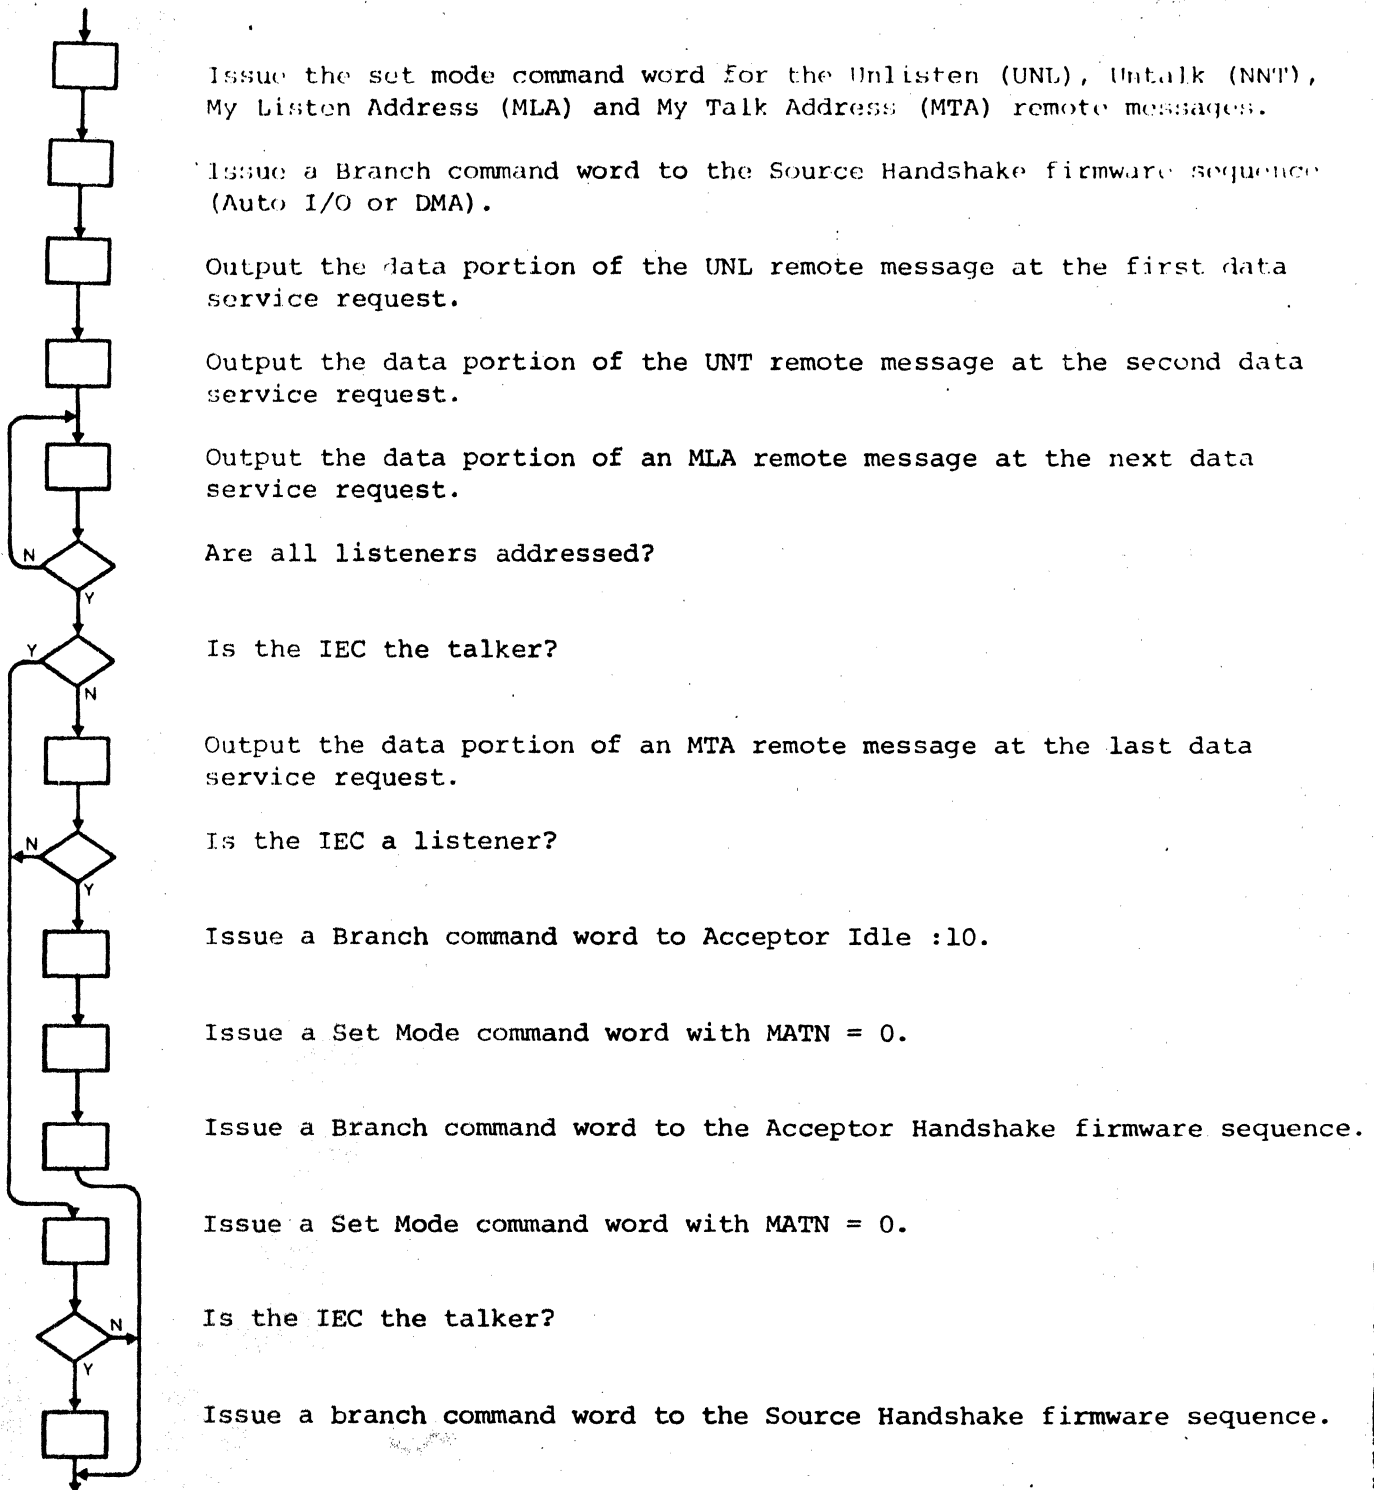 Issue the set mode command word for the Unlisten (UNL), Untalk (NNT),
My Listen Address (MLA) and My Talk Address (MTA) remote messages.
Issue a Branch command word to the Source Handshake firmware sequence
(Auto I/O or DMA).
Output the data portion of the UNL remote message at the first data
service request.
Output the data portion of the UNT remote message at the second data
service request.
Output the data portion of an MLA remote message at the next data
service request.
N
Are all listeners addressed?
Y
Y
Is the IEC the talker?
N
Output the data portion of an MTA remote message at the last data
service request.
N
Is the IEC a listener?
Y
Issue a Branch command word to Acceptor Idle :10.
Issue a Set Mode command word with MATN = 0.
Issue a Branch command word to the Acceptor Handshake firmware sequence.
Issue a Set Mode command word with MATN = 0.
N
Is the IEC the talker?
Y
Issue a branch command word to the Source Handshake firmware sequence.